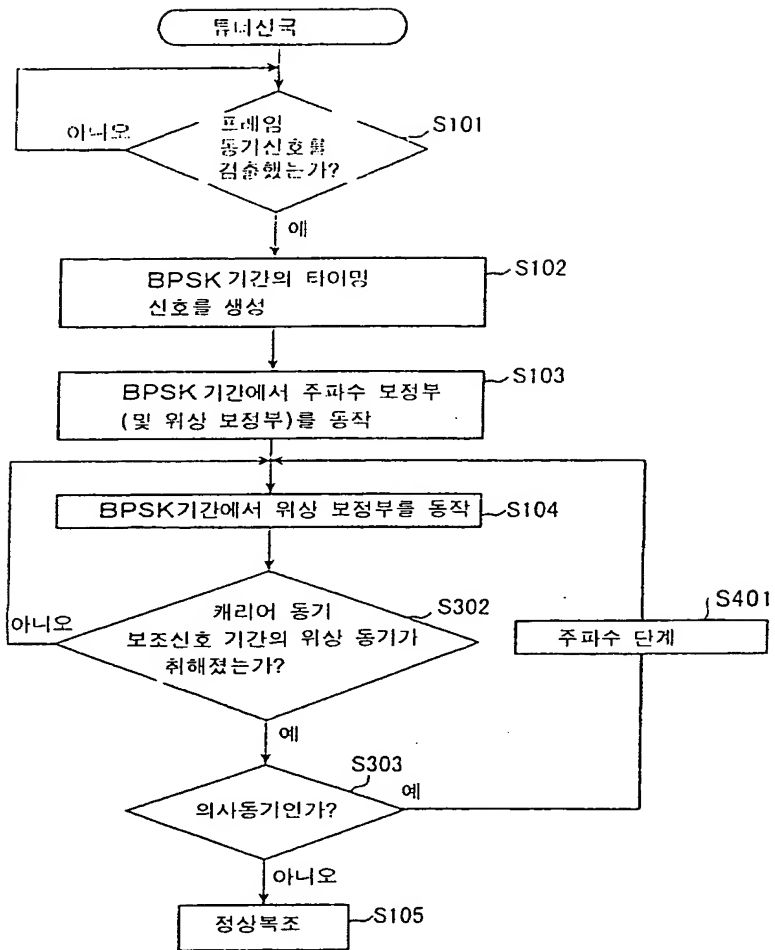 튜너선국
아니오
프레임
동기신호를
검출했는가?
S101
예
BPSK 기간의 타이밍
신호를 생성
S102
BPSK 기간에서 주파수 보정부
(및 위상 보정부)를 동작
S103
BPSK기간에서 위상 보정부를 동작
S104
아니오
캐리어 동기
보조신호 기간의 위상 동기가
취해졌는가?
S302
S401
주파수 단계
예
S303
의사동기인가?
예
아니오
정상복조
S105